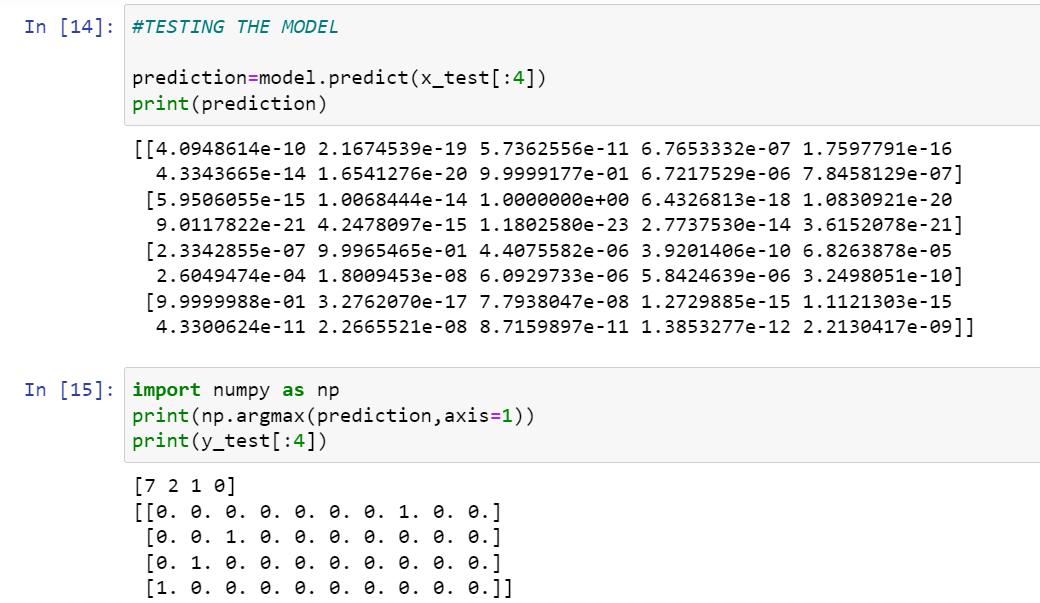 In [14]: #TESTING THE MODEL
prediction=model.predict(x_test[:4])
print(prediction)
[[4.0948614e-10 2.1674539e-19 5.7362556e-11 6.7653332e-07 1.7597791e-16
4.3343665e-14 1.6541276e-20 9.9999177e-01 6.7217529e-06 7.8458129e-07]
[5.9506055e-15 1.0068444e-14 1.0000000e+00 6.4326813e-18 1.0830921e-20
9.0117822e-21 4.2478097e-15 1.1802580e-23 2.7737530e-14 3.6152078e-21]
[2.3342855e-07 9.9965465e-01 4.4075582e-06 3.9201406e-10 6.8263878e-05
2.6049474e-04 1.8009453e-08 6.0929733e-06 5.8424639e-06 3.2498051e-10]
[9.9999988e-01 3.2762070e-17 7.7938047e-08 1.2729885e-15 1.1121303e-15
4.3300624e-11 2.2665521e-08 8.7159897e-11 1.3853277e-12 2.2130417e-09]]
In [15]: import numpy as np
print(np.argmax(prediction,axis=1))
print(y_test[:4])
[7 2 1 0]
[[0. 0. 0. 0. 0. 0. 0. 1. 0. 0.]
[0. 0. 1. 0. 0. 0. 0. 0. 0. 0.]
[0. 1. 0. 0. 0. 0. 0. 0. 0. 0.]
[1. 0. 0. 0. 0. 0. 0. 0. 0. 0.]]